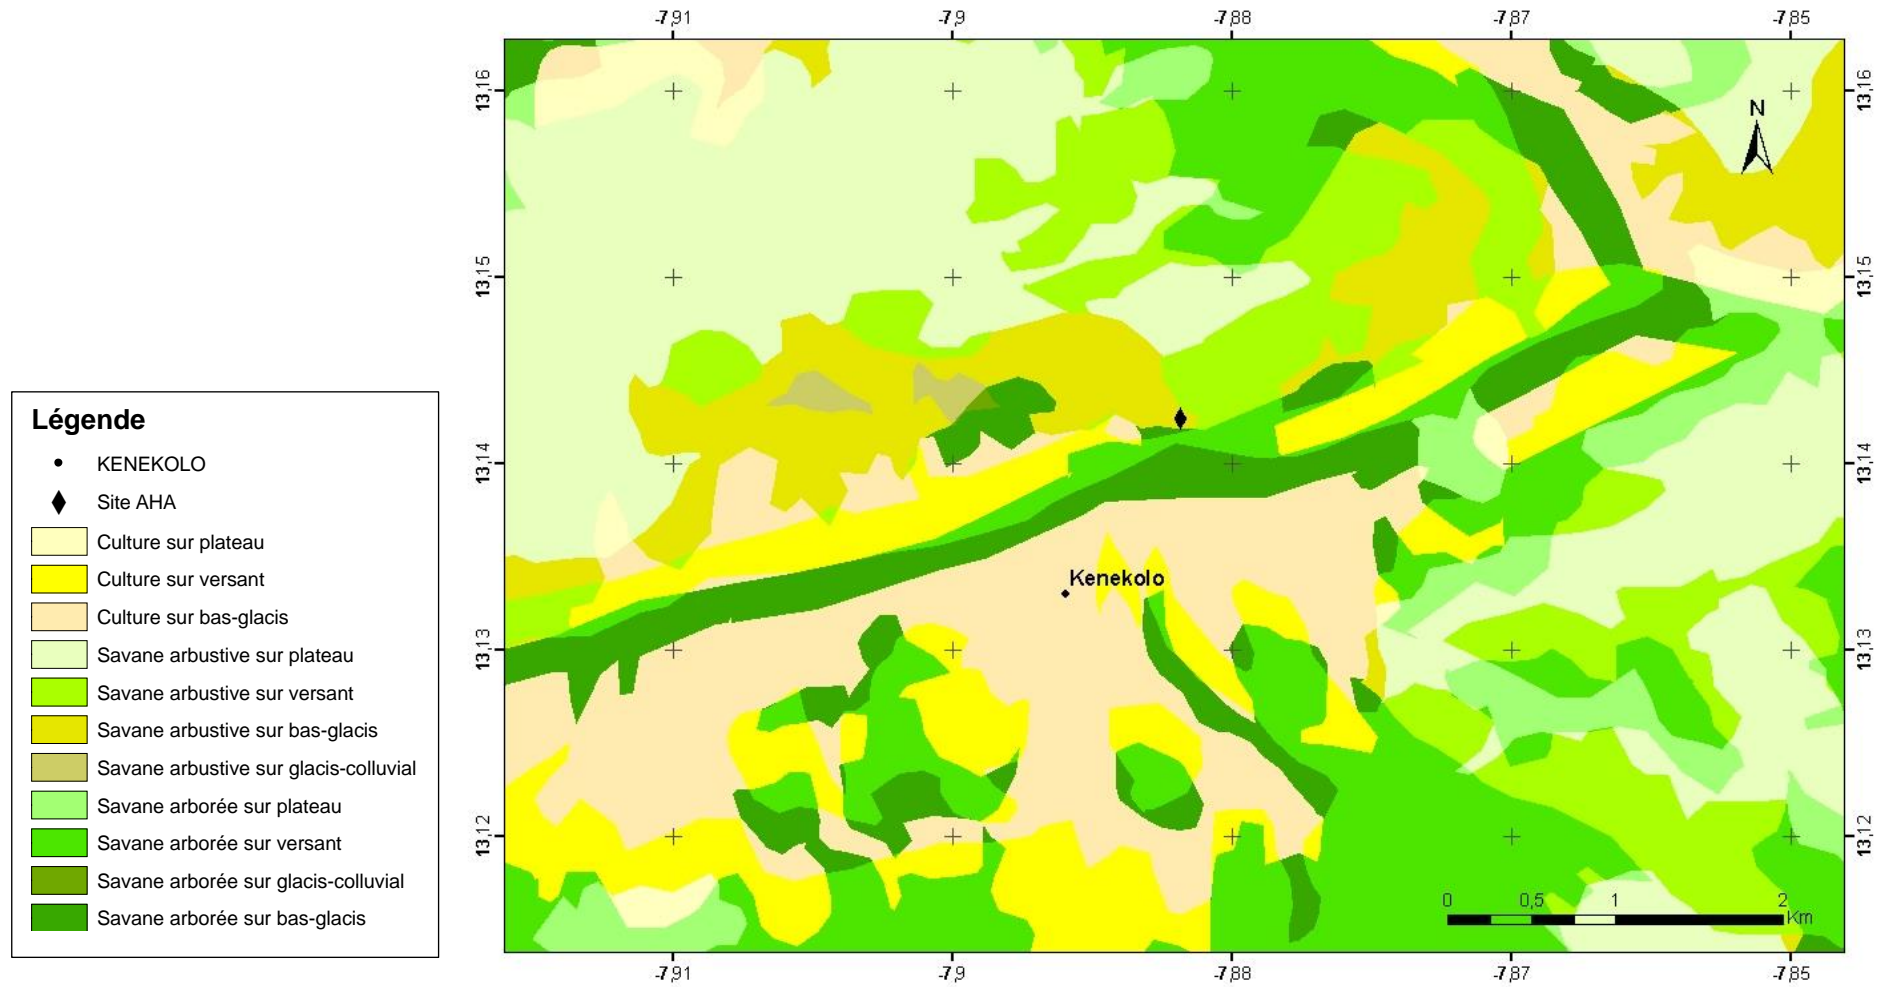 -7,91 -7,9 -7,88 -7,87 -7,85
13,16 13,16
N
13,15 13,15
Légende
KENEKOLO
Site AHA
Culture sur plateau
Culture sur versant
Culture sur bas-glacis
Savane arbustive sur plateau
Savane arbustive sur versant
Savane arbustive sur bas-glacis
Savane arbustive sur glacis-colluvial
Savane arborée sur plateau
Savane arborée sur versant
Savane arborée sur glacis-colluvial
Savane arborée sur bas-glacis
13,14 13,14
Kenekolo
13,13 13,13
13,12 13,12
0 0,5 1 2
Km
-7,91 -7,9 -7,88 -7,87 -7,85